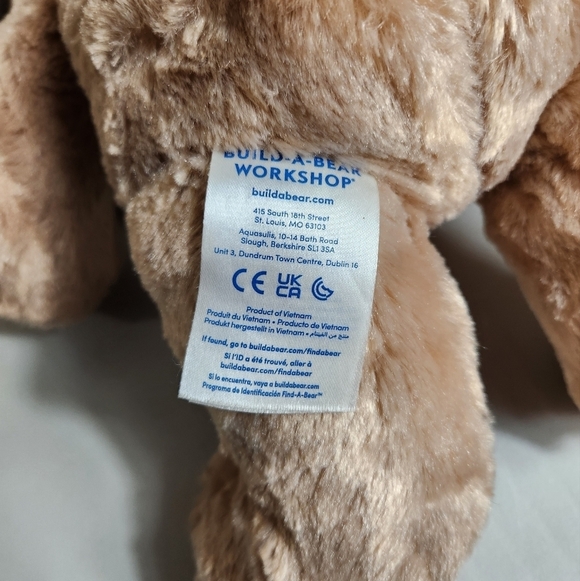 BUILD-A-BEAR
WORKSHOP®
buildabear.com
415 South 18th Street
St. Louis, MO 63103
Aquasulis, 10-14 Bath Road
Slough, Berkshire SL1 3SA
Unit 3, Dundrum Town Centre, Dublin 16
CE UK
CA
Product of Vietnam
Produit du Vietnam • Producto de Vietnam
Produkt hergestellt in Vietnam • منتج من الفيتنام
If found, go to buildabear.com/findabear
Si l'ID a été trouvé, aller à
buildabear.com/findabear
Si lo encuentra, vaya a buildabear.com
Programa de Identificación Find-A-Bear™